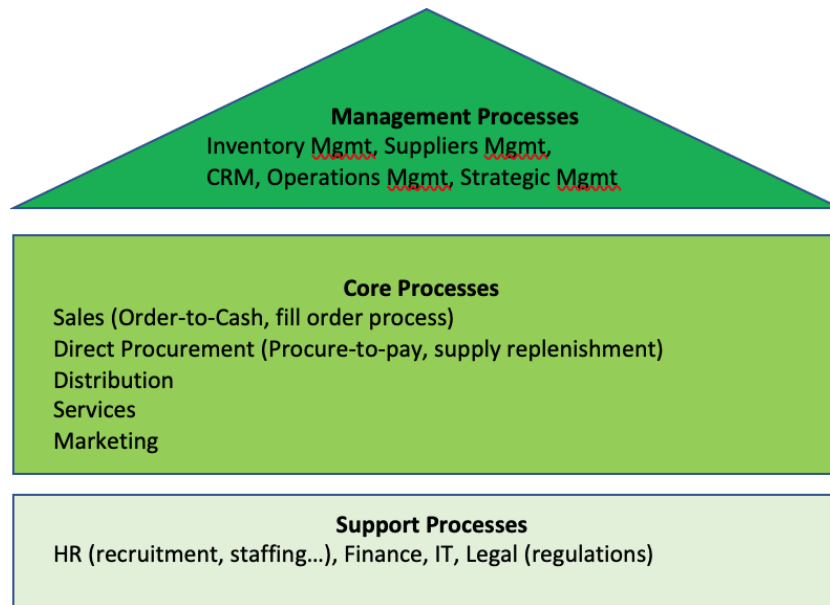 Management Processes
Inventory Mgmt, Suppliers Mgmt,
CRM, Operations Mgmt, Strategic Mgmt
Core Processes
Sales (Order-to-Cash, fill order process)
Direct Procurement (Procure-to-pay, supply replenishment)
Distribution
Services
Marketing
Support Processes
HR (recruitment, staffing…), Finance, IT, Legal (regulations)